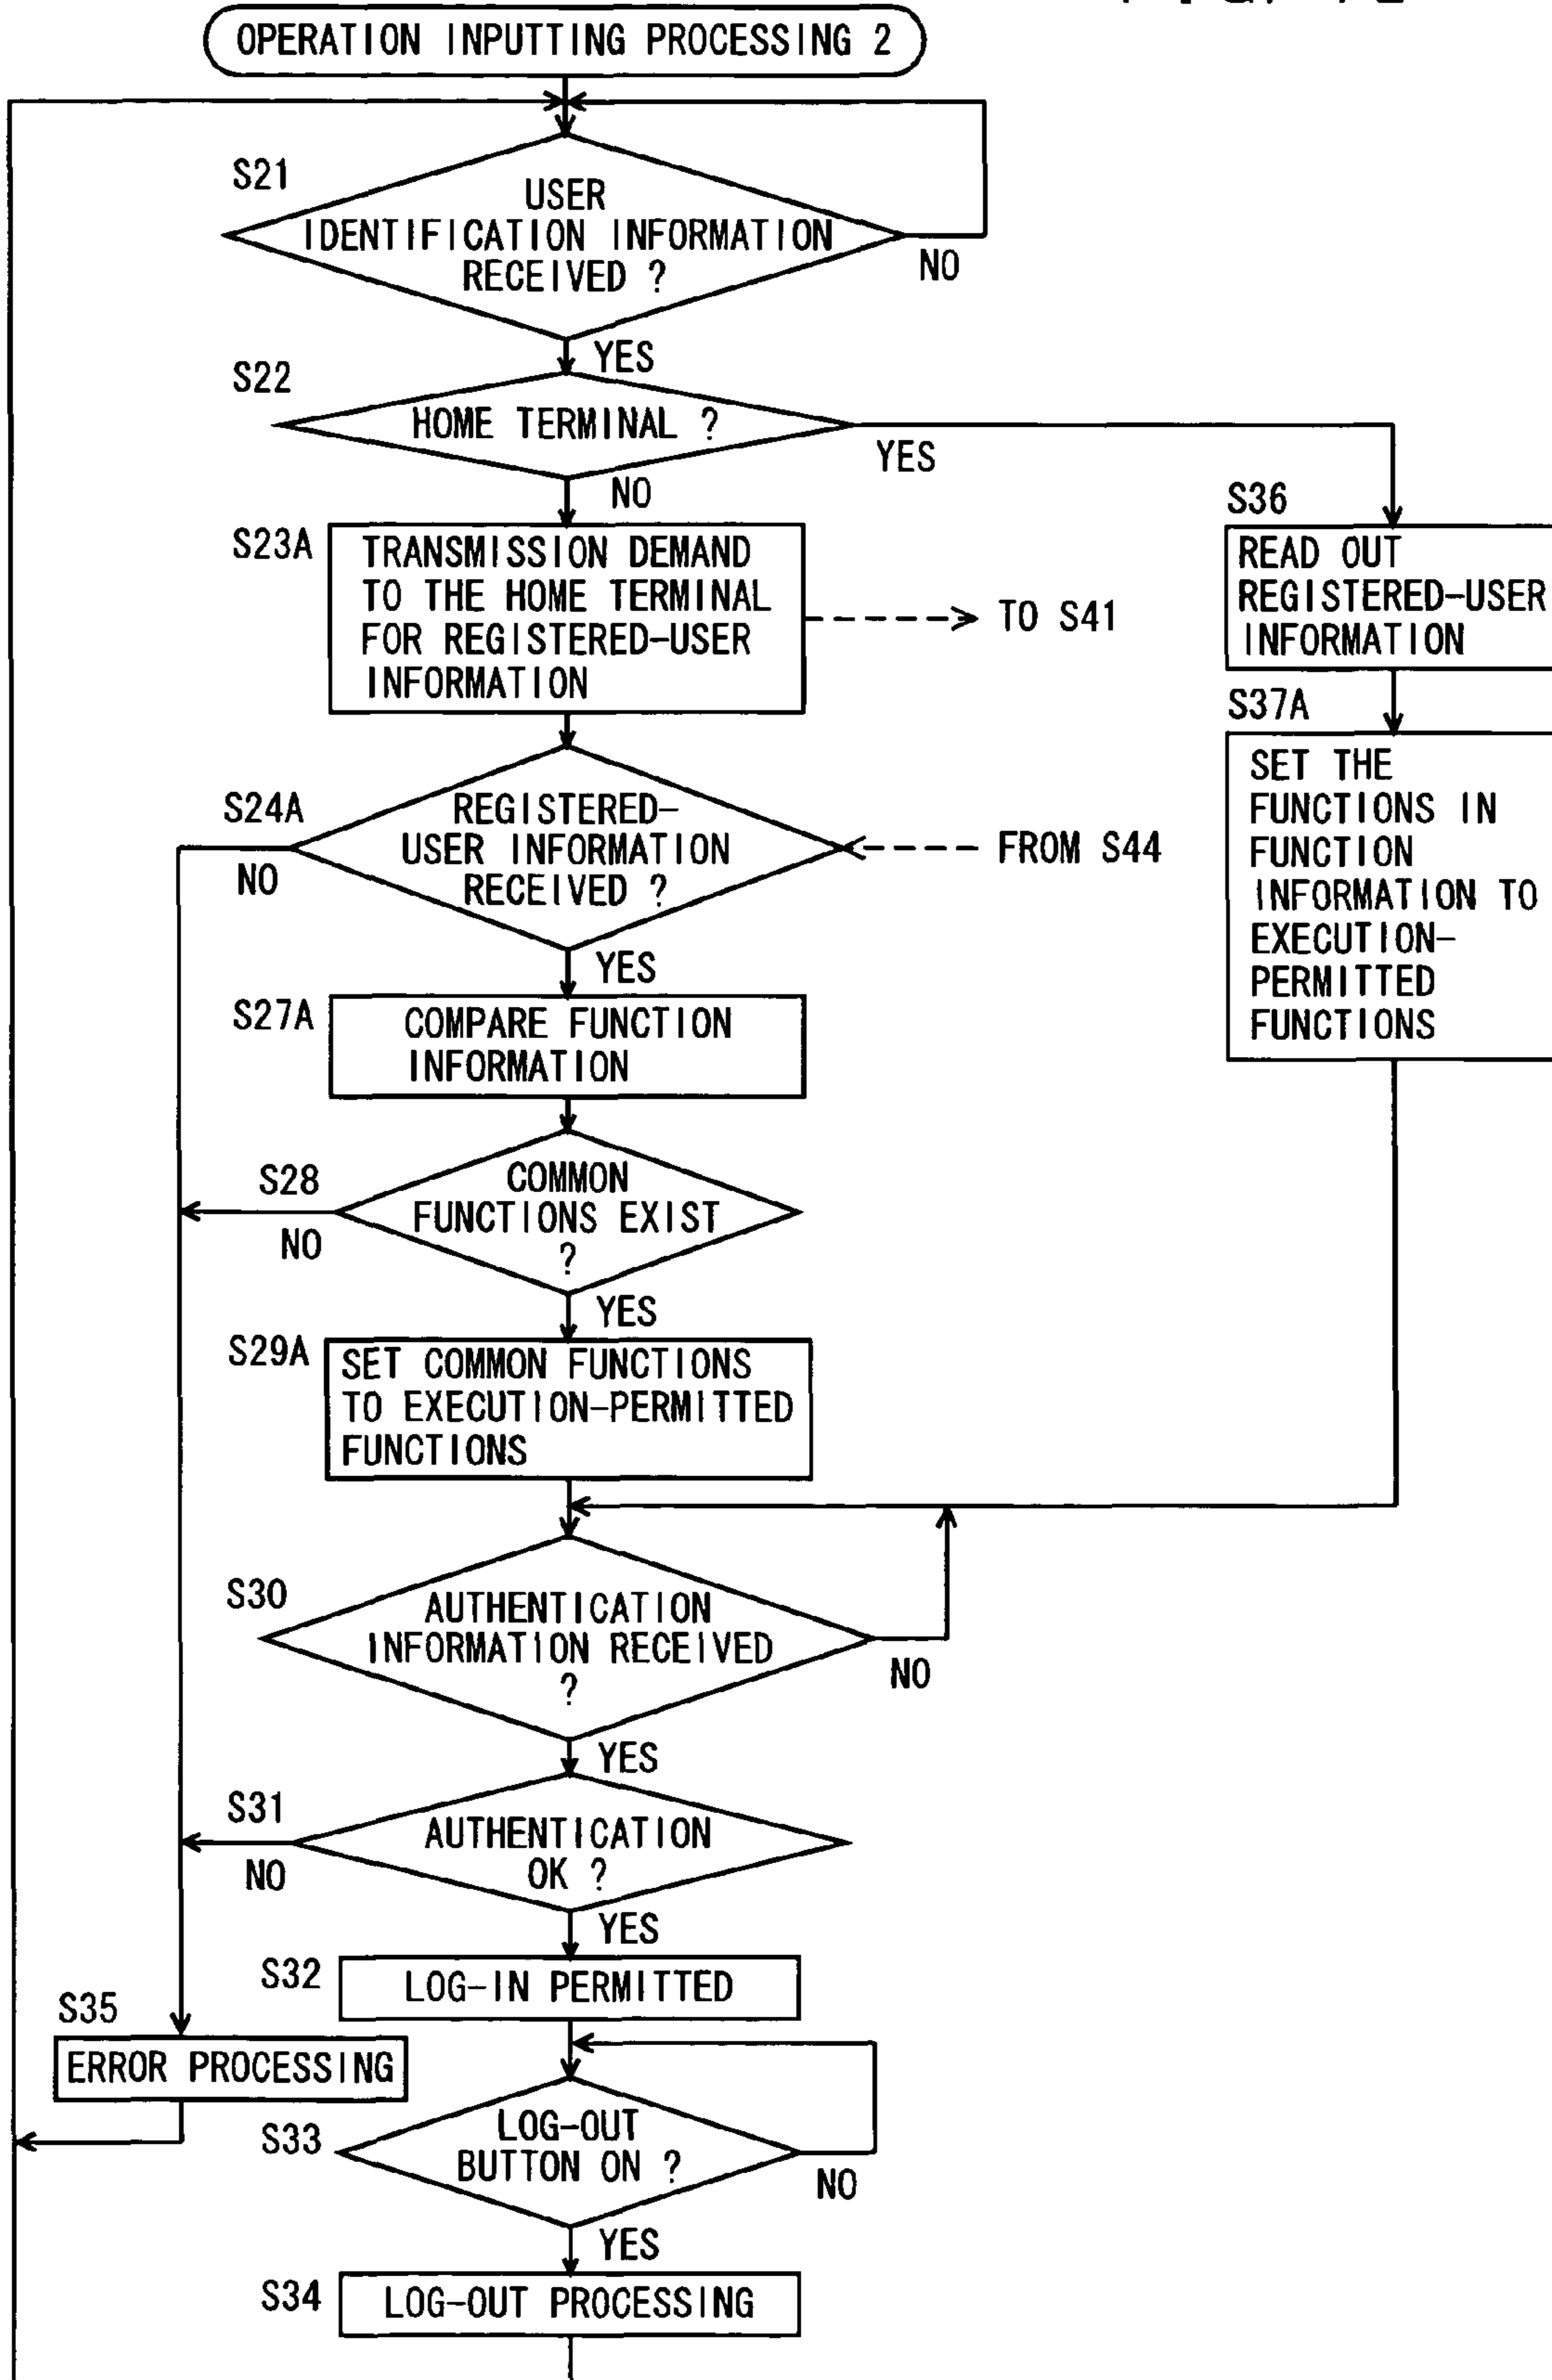 OPERATION INPUTTING PROCESSING 2
S21
USER
IDENTIFICATION INFORMATION
RECEIVED ?
NO
YES
S22
HOME TERMINAL ?
YES
NO
S23A
TRANSMISSION DEMAND
TO THE HOME TERMINAL
FOR REGISTERED-USER
INFORMATION
TO S41
S36
READ OUT
REGISTERED-USER
INFORMATION
S37A
SET THE
FUNCTIONS IN
FUNCTION
INFORMATION TO
EXECUTION-
PERMITTED
FUNCTIONS
S24A
REGISTERED-
USER INFORMATION
RECEIVED ?
FROM S44
NO
YES
S27A
COMPARE FUNCTION
INFORMATION
S28
COMMON
FUNCTIONS EXIST
?
NO
YES
S29A
SET COMMON FUNCTIONS
TO EXECUTION-PERMITTED
FUNCTIONS
S30
AUTHENTICATION
INFORMATION RECEIVED
?
NO
YES
S31
AUTHENTICATION
OK ?
NO
YES
S32
LOG-IN PERMITTED
S35
ERROR PROCESSING
S33
LOG-OUT
BUTTON ON ?
NO
YES
S34
LOG-OUT PROCESSING